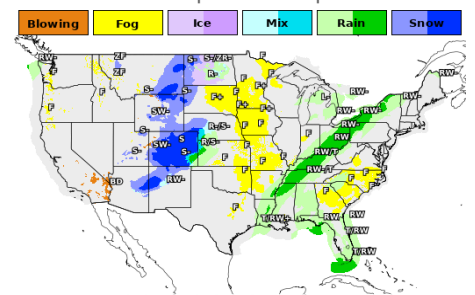 Blowing Fog Ice Mix Rain Snow
RW- ZF S- S-/ZR- F
F ZF R- F RW-
F S- S- F+ F+ L- RW- RW- RW-
F SW- F+ F+ RW-
S- S R-/S- F F F RW
S- SW- S- R/S- F RW/T
BD RW- F F RW-/T F F F
F F T/RW+ F F RW- RW
T/RW
T/RW